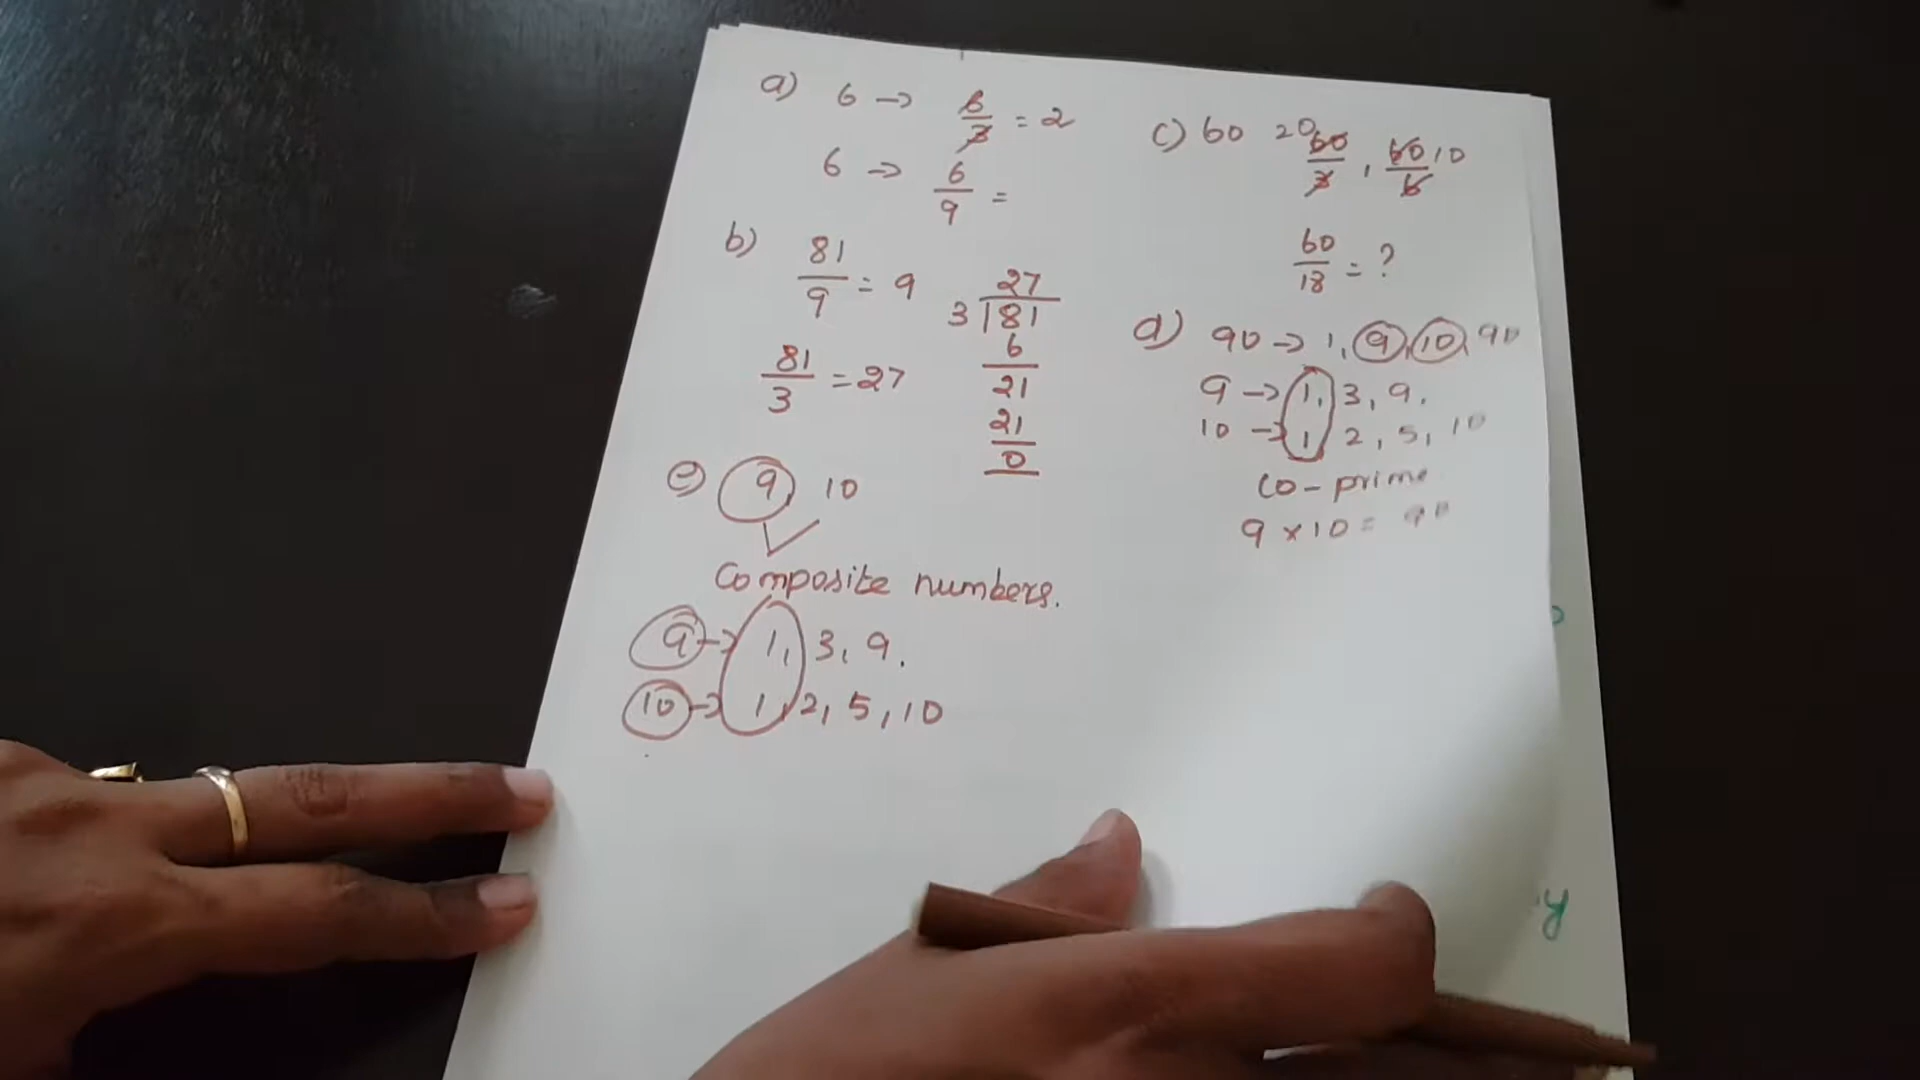 a) 6 → 6/3 = 2
6 → 6/9 =
b) 81/9 = 9
81/3 = 27
27
3 | 81
6
21
21
0
e) 9, 10
Composite numbers.
9 → 1, 3, 9.
10 → 1, 2, 5, 10
c) 60 20 60/3, 60/6 10
60/18 = ?
d) 90 → 1, 9, 10, 90
9 → 1, 3, 9.
10 → 1, 2, 5, 10
co-prime
9 x 10 = 90